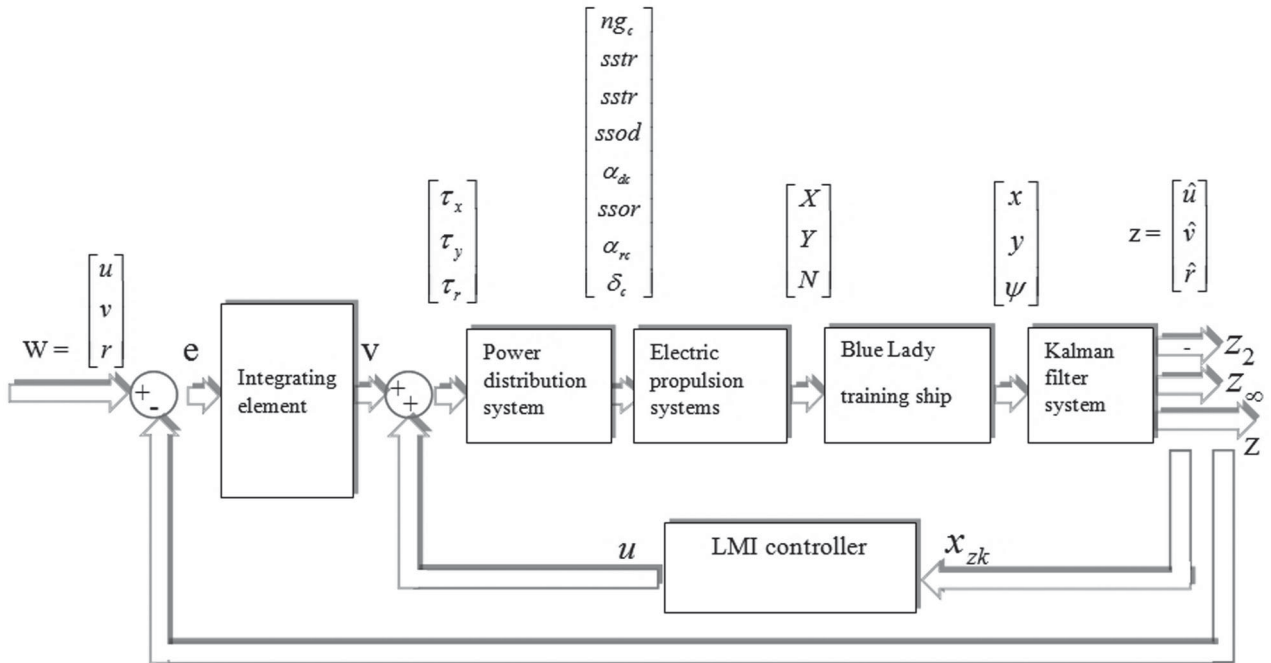 ng_c
sstr
sstr
ssod
α_dc
ssor
α_rc
δ_c
τ_x
τ_y
τ_r
X
Y
N
x
y
ψ
z = û
v̂
r̂
W = u
v
r
e
Integrating
element
v
Power
distribution
system
Electric
propulsion
systems
Blue Lady
training ship
Kalman
filter
system
+
-
+
+
-
z_2
z_∞
z
u
LMI controller
x_zk